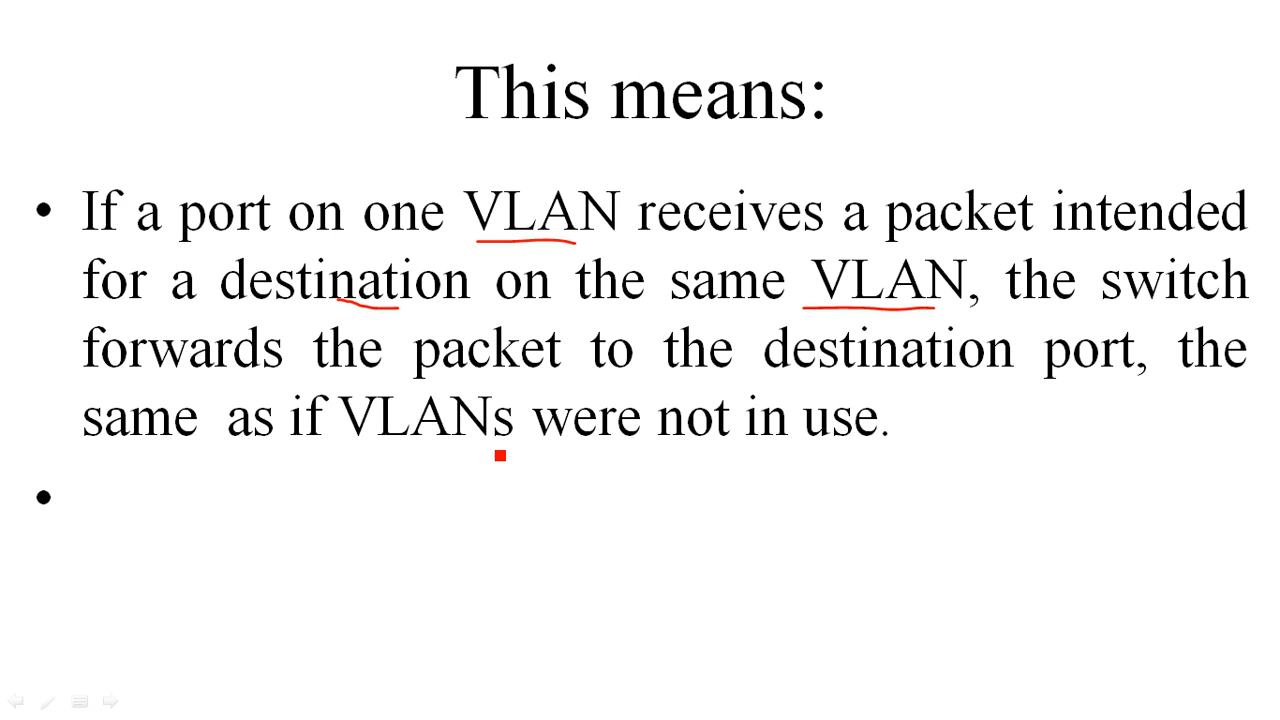 This means:
• If a port on one VLAN receives a packet intended
for a destination on the same VLAN, the switch
forwards the packet to the destination port, the
same  as if VLANs were not in use.
•